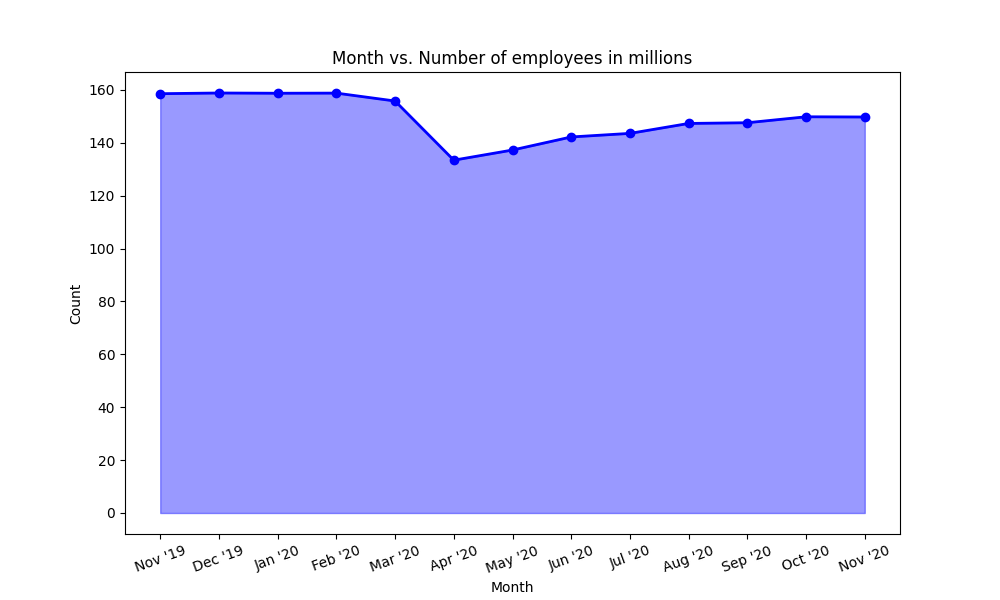 Month vs. Number of employees in millions
160
140
120
100
80
60
40
20
0
Count
Nov '19 Dec '19 Jan '20 Feb '20 Mar '20 Apr '20 May '20 Jun '20 Jul '20 Aug '20 Sep '20 Oct '20 Nov '20
Month